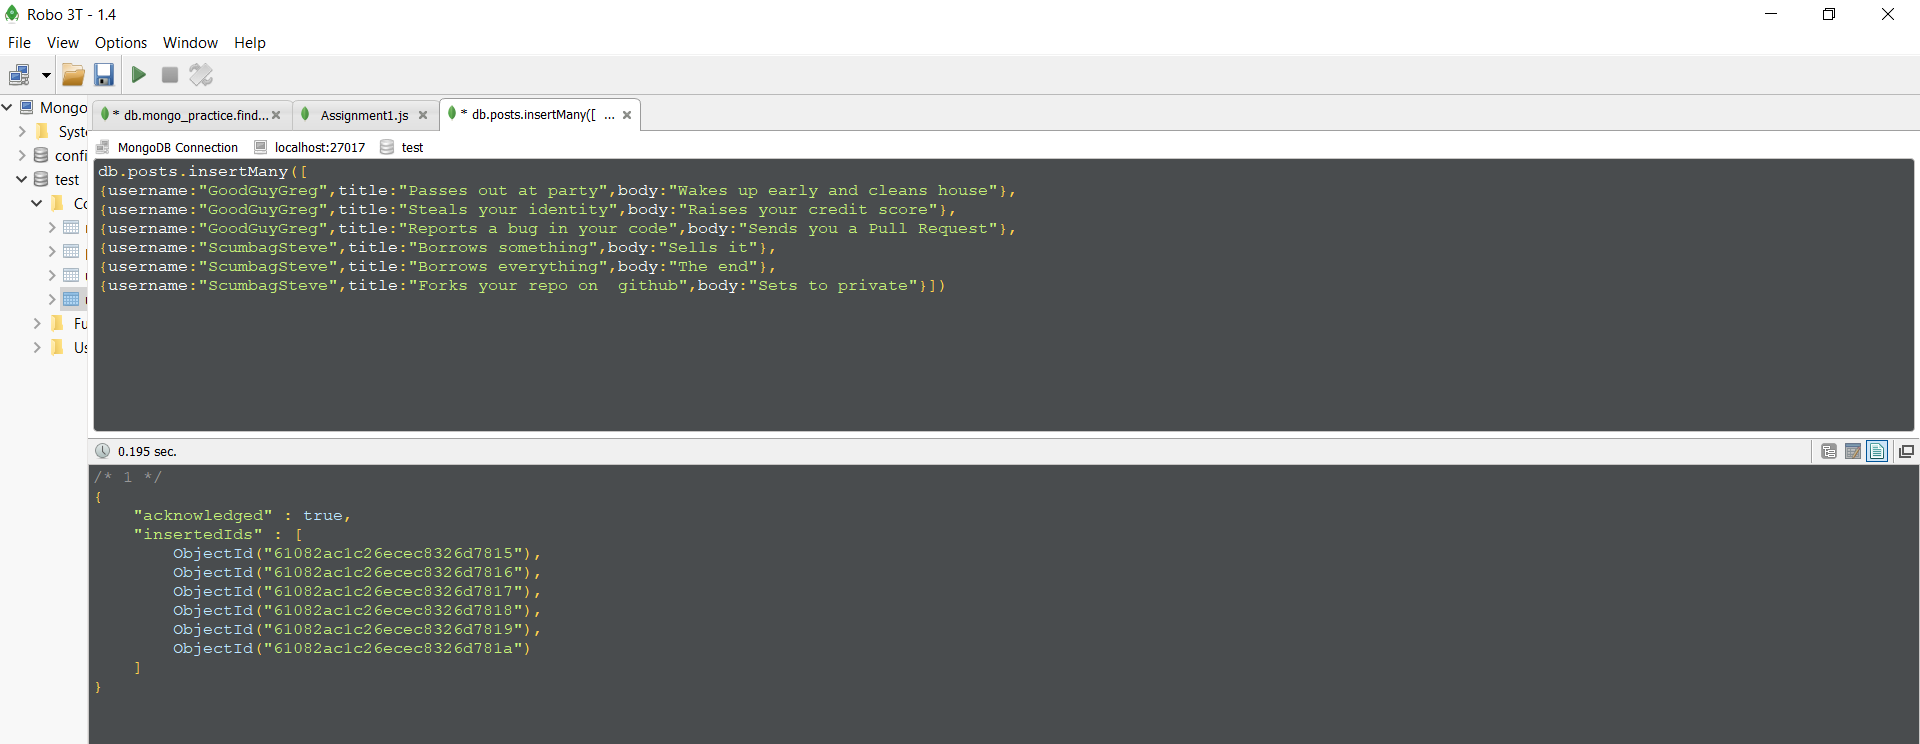 Robo 3T - 1.4
File View Options Window Help
Mongo
* db.mongo_practice.find...
Assignment1.js
* db.posts.insertMany([ ...
Syst
confi
test
Co
Fu
Us
MongoDB Connection localhost:27017 test
db.posts.insertMany([
{username:"GoodGuyGreg",title:"Passes out at party",body:"Wakes up early and cleans house"},
{username:"GoodGuyGreg",title:"Steals your identity",body:"Raises your credit score"},
{username:"GoodGuyGreg",title:"Reports a bug in your code",body:"Sends you a Pull Request"},
{username:"ScumbagSteve",title:"Borrows something",body:"Sells it"},
{username:"ScumbagSteve",title:"Borrows everything",body:"The end"},
{username:"ScumbagSteve",title:"Forks your repo on  github",body:"Sets to private"}])
0.195 sec.
/* 1 */
{
    "acknowledged" : true,
    "insertedIds" : [
        ObjectId("61082ac1c26ecec8326d7815"),
        ObjectId("61082ac1c26ecec8326d7816"),
        ObjectId("61082ac1c26ecec8326d7817"),
        ObjectId("61082ac1c26ecec8326d7818"),
        ObjectId("61082ac1c26ecec8326d7819"),
        ObjectId("61082ac1c26ecec8326d781a")
    ]
}